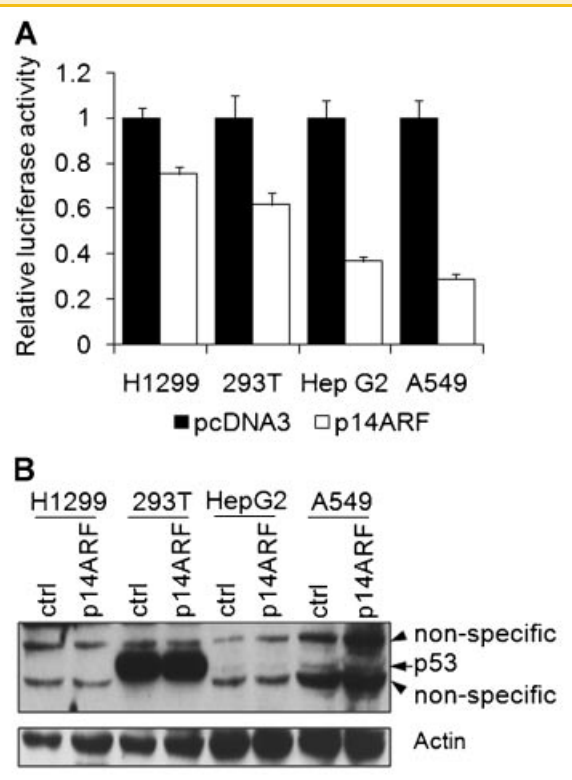 A
Relative luciferase activity
1.2
1
0.8
0.6
0.4
0.2
0
H1299 293T Hep G2 A549
pcDNA3 p14ARF
B
H1299 293T HepG2 A549
ctrl p14ARF ctrl p14ARF ctrl p14ARF ctrl p14ARF
non-specific
p53
non-specific
Actin